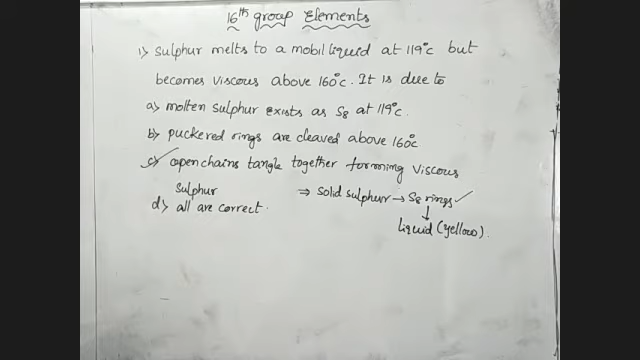 16th group Elements
1) Sulphur melts to a mobil liquid at 119°c but
becomes viscous above 160°c. It is due to
a) molten sulphur exists as S8 at 119°c.
b) puckered rings are cleaved above 160°c
c) open chains tangle together forming viscous
Sulphur
d) all are correct.
⇒ Solid sulphur → S8 rings ✓
↓
liquid (yellow).